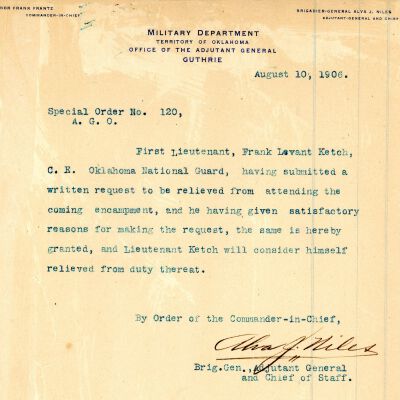 NOR FRANK FRANTZ
COMMANDER-IN-CHIEF
BRIGADIER-GENERAL ALVA J. NILES
ADJUTANT-GENERAL AND CHIEF
MILITARY DEPARTMENT
TERRITORY OF OKLAHOMA
OFFICE OF THE ADJUTANT GENERAL
GUTHRIE
August 10, 1906.
Special Order No. 120,
A. G. O.
First Lieutenant, Frank Levant Ketch,
C. E. Oklahoma National Guard, having submitted a
written request to be relieved from attending the
coming encampment, and he having given satisfactory
reasons for making the request, the same is hereby
granted, and Lieutenant Ketch will consider himself
relieved from duty thereat.
By Order of the Commander-in-Chief,
Alva J. Niles
Brig.Gen., Adjutant General
and Chief of Staff.